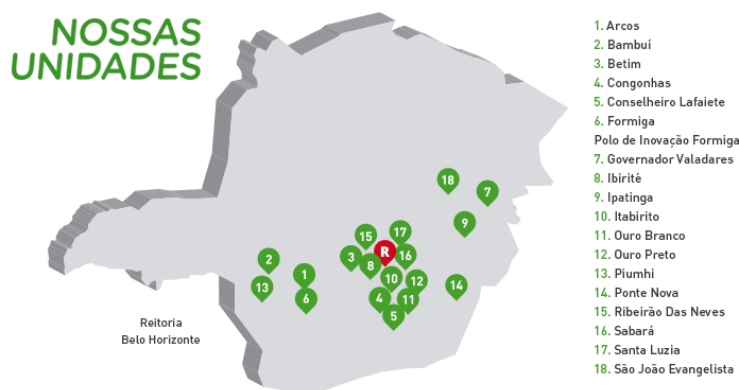 NOSSAS
UNIDADES
1. Arcos
2. Bambuí
3. Betim
4. Congonhas
5. Conselheiro Lafaiete
6. Formiga
Polo de Inovação Formiga
7. Governador Valadares
8. Ibirité
9. Ipatinga
10. Itabirito
11. Ouro Branco
12. Ouro Preto
13. Piumhi
14. Ponte Nova
15. Ribeirão Das Neves
16. Sabará
17. Santa Luzia
18. São João Evangelista
18
7
9
17
15
R
16
3
8
2
1
10
12
13
6
4
11
14
5
Reitoria
Belo Horizonte